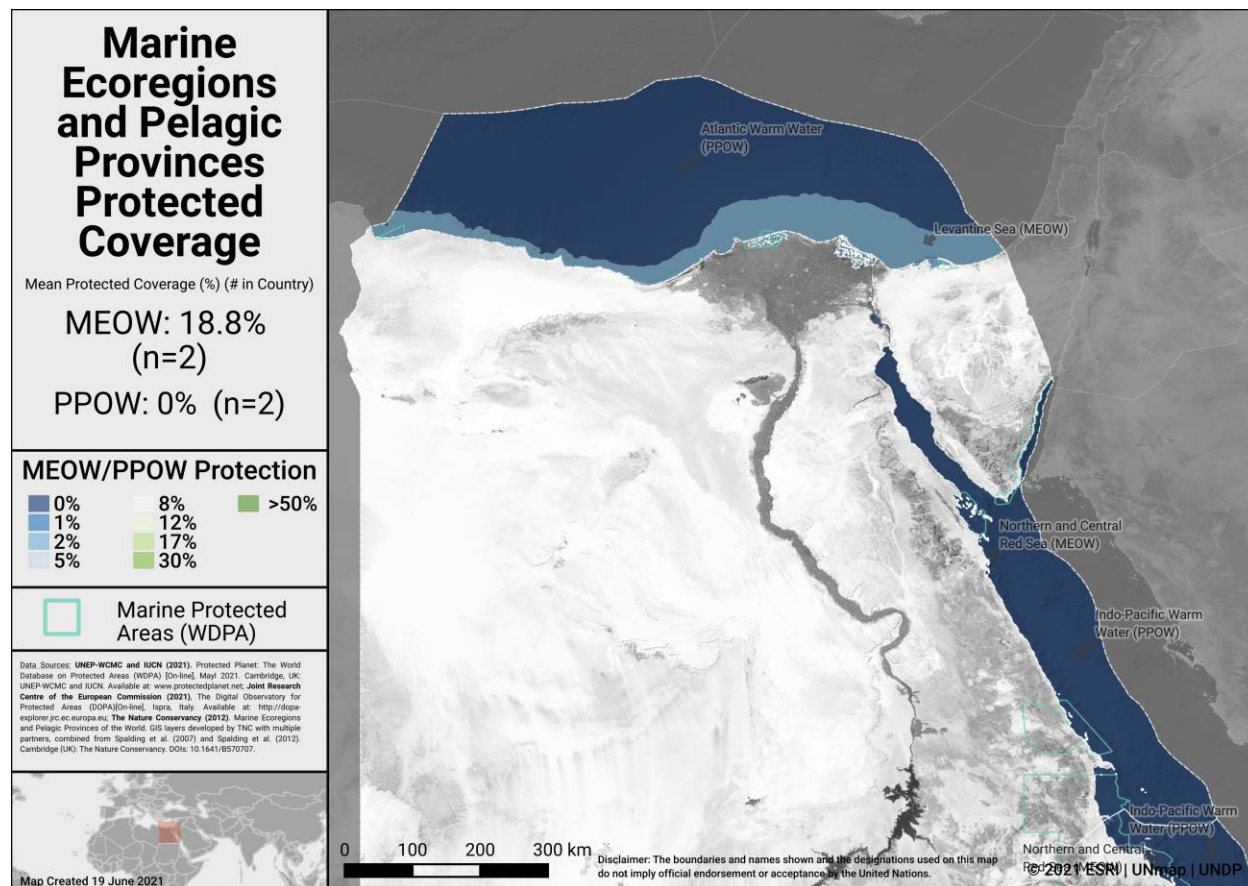 Marine
Ecoregions
and Pelagic
Provinces
Protected
Coverage
Mean Protected Coverage (%) (# in Country)
MEOW: 18.8%
(n=2)
PPOW: 0% (n=2)
MEOW/PPOW Protection
0%
1%
2%
5%
8%
12%
17%
30%
>50%
Marine Protected
Areas (WDPA)
Data Sources: UNEP-WCMC and IUCN (2021). Protected Planet: The World
Database on Protected Areas (WDPA) [On-line], Mayl 2021. Cambridge, UK:
UNEP-WCMC and IUCN. Available at: www.protectedplanet.net; Joint Research
Centre of the European Commission (2021), The Digital Observatory for
Protected Areas (DOPA)[On-line], Ispra, Italy. Available at: http://dopa-
explorer.jrc.ec.europa.eu; The Nature Conservancy (2012). Marine Ecoregions
and Pelagic Provinces of the World. GIS layers developed by TNC with multiple
partners, combined from Spalding et al. (2007) and Spalding et al. (2012).
Cambridge (UK): The Nature Conservancy. DOIs: 10.1641/B570707.
Map Created 19 June 2021
Atlantic Warm Water
(PPOW)
Levantine Sea (MEOW)
Northern and Central
Red Sea (MEOW)
Indo-Pacific Warm
Water (PPOW)
Indo-Pacific Warm
Water (PPOW)
Northern and Central
Red Sea (MEOW)
0 100 200 300 km
Disclaimer: The boundaries and names shown and the designations used on this map
do not imply official endorsement or acceptance by the United Nations.
© 2021 ESRI | UNmap | UNDP